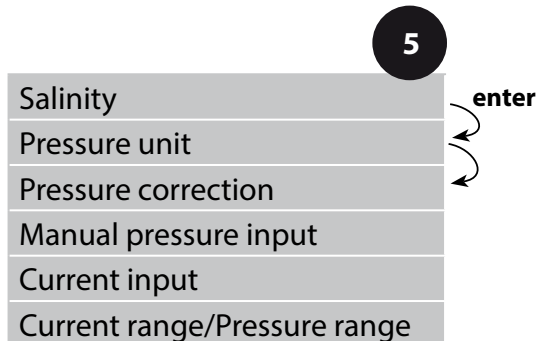 5
Salinity
enter
Pressure unit
Pressure correction
Manual pressure input
Current input
Current range/Pressure range